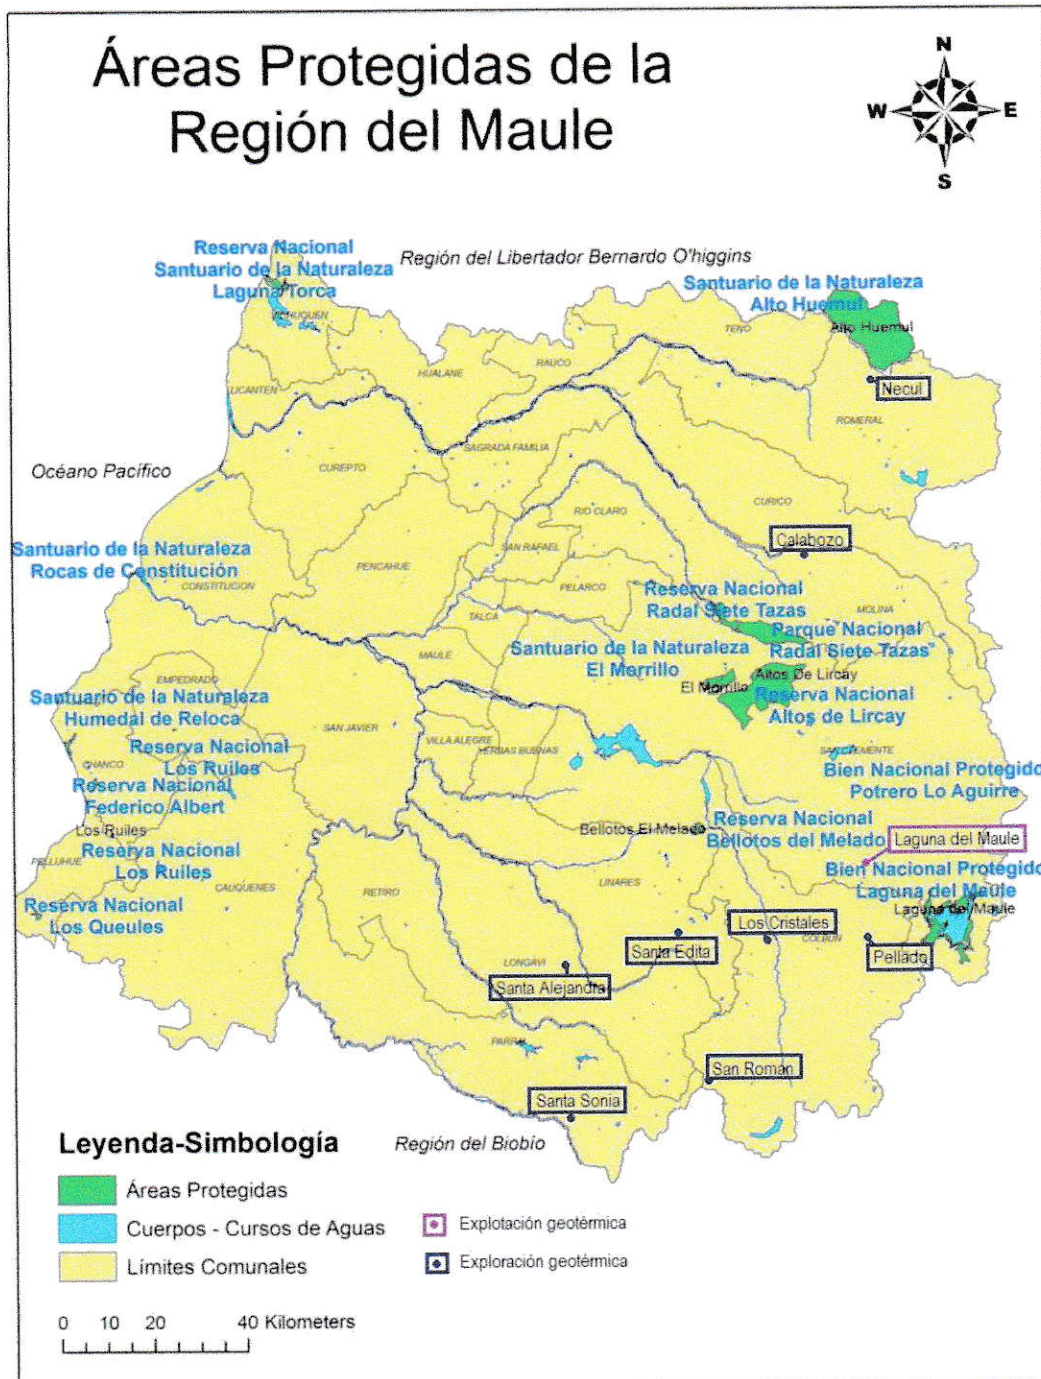 Áreas Protegidas de la
Región del Maule
N
W
E
S
Reserva Nacional
Santuario de la Naturaleza
Laguna Torca
Región del Libertador Bernardo O'higgins
Santuario de la Naturaleza
Alto Huemul
Alto Huemul
Necul
TENO
RAUCO
HUALANE
LICANTEN
ROMERAL
SAGRADA FAMILIA
CUREPTO
Océano Pacífico
CURICO
RIO CLARO
Calabozo
SAN RAFAEL
Santuario de la Naturaleza
Rocas de Constitución
CONSTITUCION
PENCAHUE
PELARCO
Reserva Nacional
Radal Siete Tazas
MOLINA
TALCA
Parque Nacional
Radal Siete Tazas
Santuario de la Naturaleza
El Morrillo
MAULE
EMPEDRADO
Altos De Lircay
El Morrillo
Reserva Nacional
Altos de Lircay
Santuario de la Naturaleza
Humedal de Reloca
SAN JAVIER
VILLA ALEGRE
YERBAS BUENAS
Reserva Nacional
Los Ruiles
CHANCO
SAN CLEMENTE
Bien Nacional Protegido
Potrero Lo Aguirre
Reserva Nacional
Federico Albert
Los Ruiles
Bellotos El Melado
Reserva Nacional
Bellotos del Melado
Laguna del Maule
Reserva Nacional
Los Ruiles
PELLUHUE
CAUQUENES
RETIRO
LINARES
Bien Nacional Protegido
Laguna del Maule
Laguna del Maule
Reserva Nacional
Los Queules
Los Cristales
COLBUN
Santa Edita
Pellado
LONGAVI
Santa Alejandra
PARRAL
San Román
Santa Sonia
Leyenda-Simbología
Región del Biobío
Áreas Protegidas
Cuerpos - Cursos de Aguas
Explotación geotérmica
Límites Comunales
Exploración geotérmica
0 10 20 40 Kilometers